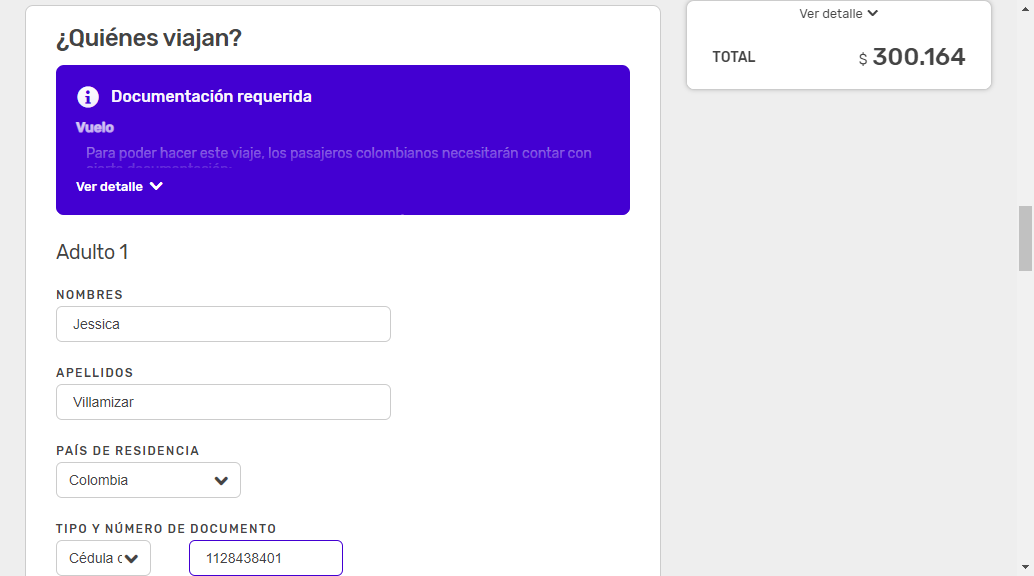 Ver detalle
TOTAL
$ 300.164
¿Quiénes viajan?
Documentación requerida
Vuelo
Para poder hacer este viaje, los pasajeros colombianos necesitarán contar con
Ver detalle
Adulto 1
NOMBRES
Jessica
APELLIDOS
Villamizar
PAÍS DE RESIDENCIA
Colombia
TIPO Y NÚMERO DE DOCUMENTO
Cédula c
1128438401